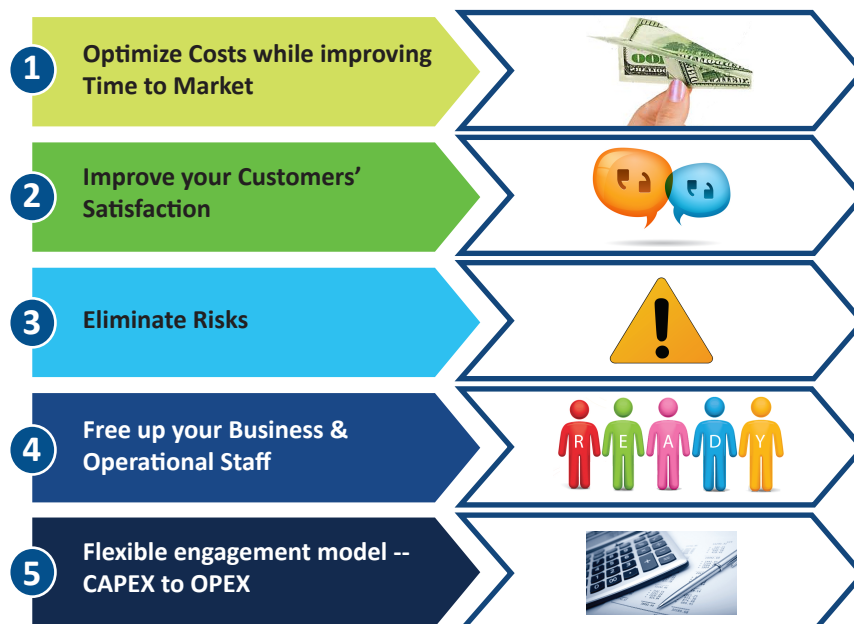 1
Optimize Costs while improving
Time to Market
2
Improve your Customers’
Satisfaction
3
Eliminate Risks
4
Free up your Business &
Operational Staff
R E A D Y
5
Flexible engagement model --
CAPEX to OPEX